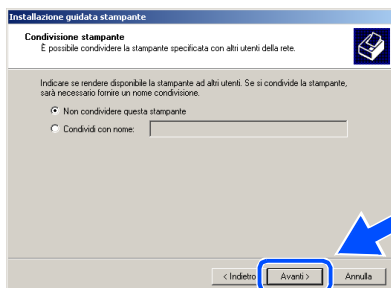 Installazione guidata stampante
Condivisione stampante
È possibile condividere la stampante specificata con altri utenti della rete.
Indicare se rendere disponibile la stampante ad altri utenti. Se si condivide la stampante,
sarà necessario fornire un nome condivisione.
Non condividere questa stampante
Condividi con nome:
< Indietro
Avanti >
Annulla